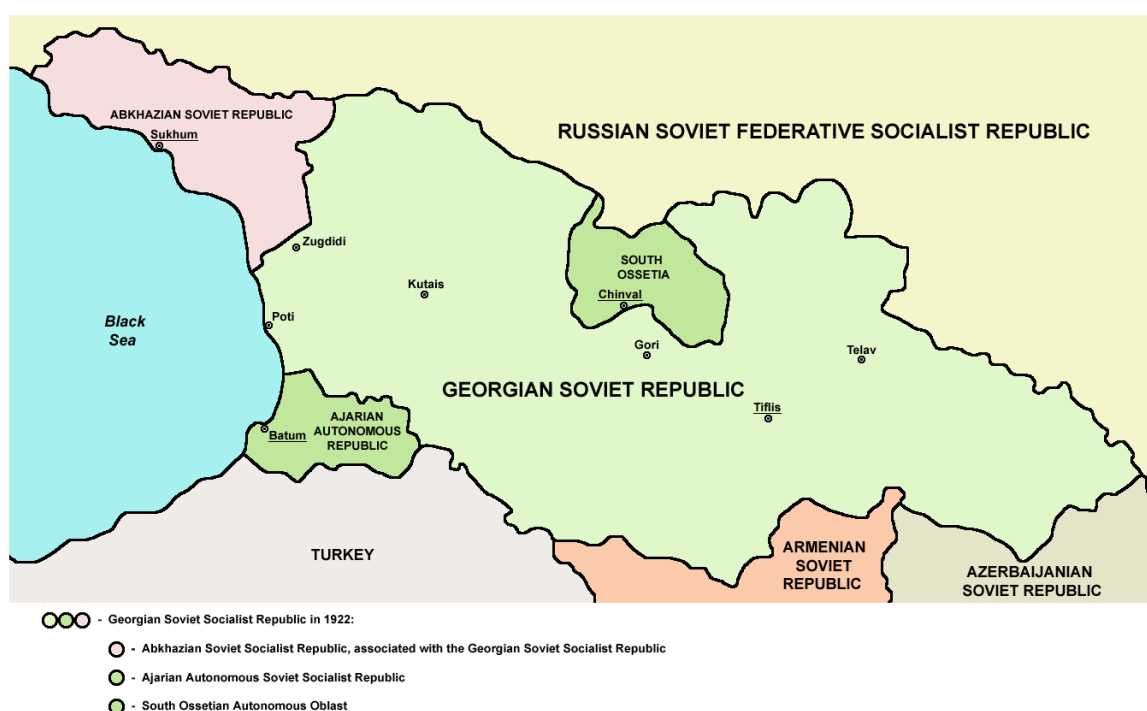 ABKHAZIAN SOVIET REPUBLIC
Sukhum
RUSSIAN SOVIET FEDERATIVE SOCIALIST REPUBLIC
Zugdidi
SOUTH
OSSETIA
Kutais
Chinval
Poti
Black
Sea
Gori
Telav
GEORGIAN SOVIET REPUBLIC
Tiflis
AJARIAN
AUTONOMOUS
REPUBLIC
Batum
TURKEY
ARMENIAN
SOVIET
REPUBLIC
AZERBAIJANIAN
SOVIET REPUBLIC
- Georgian Soviet Socialist Republic in 1922:
- Abkhazian Soviet Socialist Republic, associated with the Georgian Soviet Socialist Republic
- Ajarian Autonomous Soviet Socialist Republic
- South Ossetian Autonomous Oblast